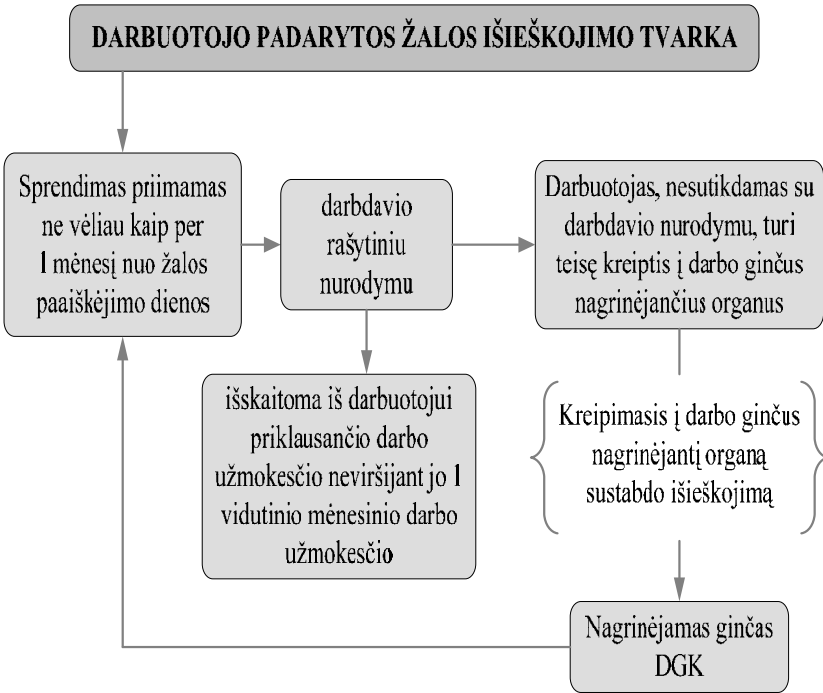 DARBUOTOJO PADARYTOS ŽALOS IŠIEŠKOJIMO TVARKA
Sprendimas priimamas
ne vėliau kaip per
1 mėnesį nuo žalos
paaiškėjimo dienos
darbdavio
rašytiniu
nurodymu
Darbuotojas, nesutikdamas su
darbdavio nurodymu, turi
teisę kreiptis į darbo ginčus
nagrinėjančius organus
išskaitoma iš darbuotojui
priklausančio darbo
užmokesčio neviršijant jo 1
vidutinio mėnesinio darbo
užmokesčio
Kreipimasis į darbo ginčus
nagrinėjantį organą
sustabdo išieškojimą
Nagrinėjamas ginčas
DGK